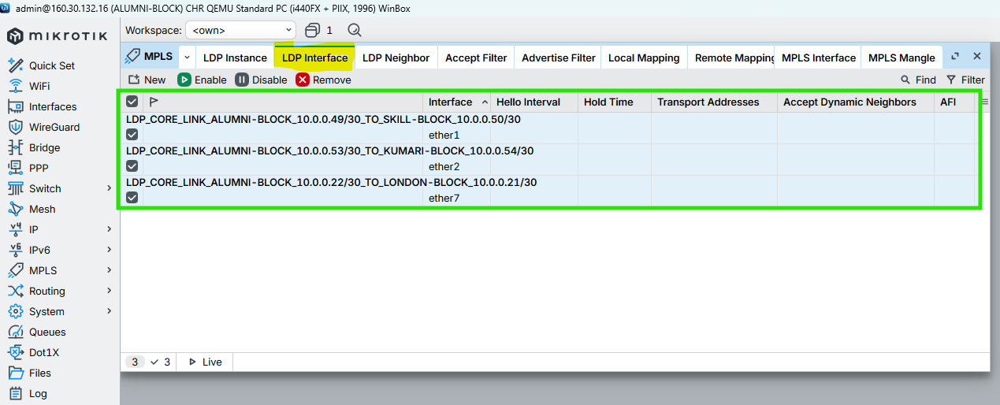 admin@160.30.132.16 (ALUMNI-BLOCK) CHR QEMU Standard PC (i440FX + PIIX, 1996) WinBox
MIKROTIK
Workspace: <own> 1
MPLS LDP Instance LDP Interface LDP Neighbor Accept Filter Advertise Filter Local Mapping Remote Mapping MPLS Interface MPLS Mangle
New Enable Disable Remove Find Filter
Interface Hello Interval Hold Time Transport Addresses Accept Dynamic Neighbors AFI
LDP_CORE_LINK_ALUMNI-BLOCK_10.0.0.49/30_TO_SKILL-BLOCK_10.0.0.50/30
ether1
LDP_CORE_LINK_ALUMNI-BLOCK_10.0.0.53/30_TO_KUMARI-BLOCK_10.0.0.54/30
ether2
LDP_CORE_LINK_ALUMNI-BLOCK_10.0.0.22/30_TO_LONDON-BLOCK_10.0.0.21/30
ether7
3 3 Live
Quick Set
WiFi
Interfaces
WireGuard
Bridge
PPP
Switch
Mesh
v4 IP
v6 IPv6
MPLS
Routing
System
Queues
Dot1X
Files
Log